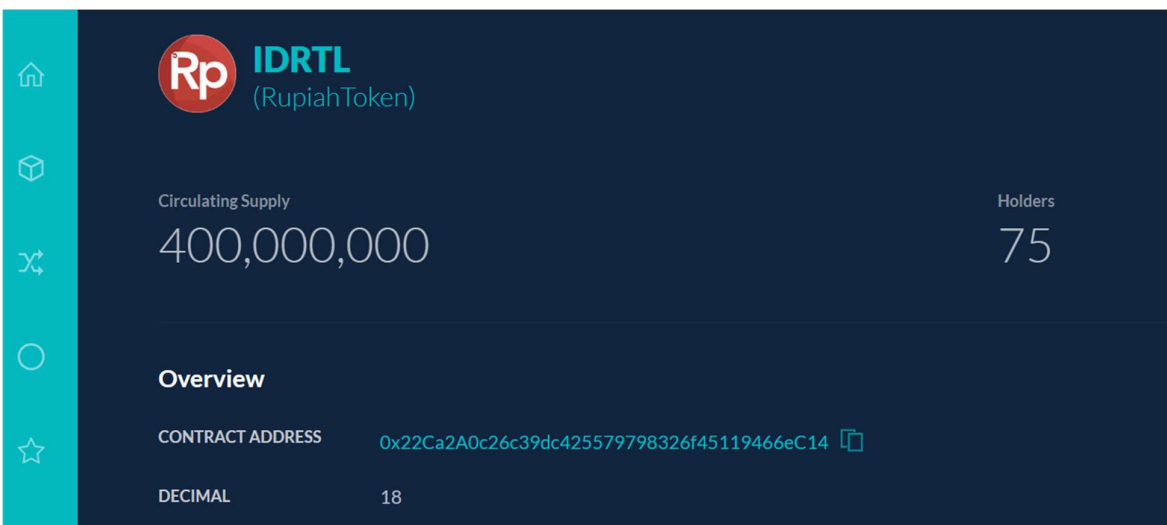 Rp
IDRTL
(RupiahToken)
Circulating Supply
400,000,000
Holders
75
Overview
CONTRACT ADDRESS
0x22Ca2A0c26c39dc425579798326f45119466eC14
DECIMAL
18